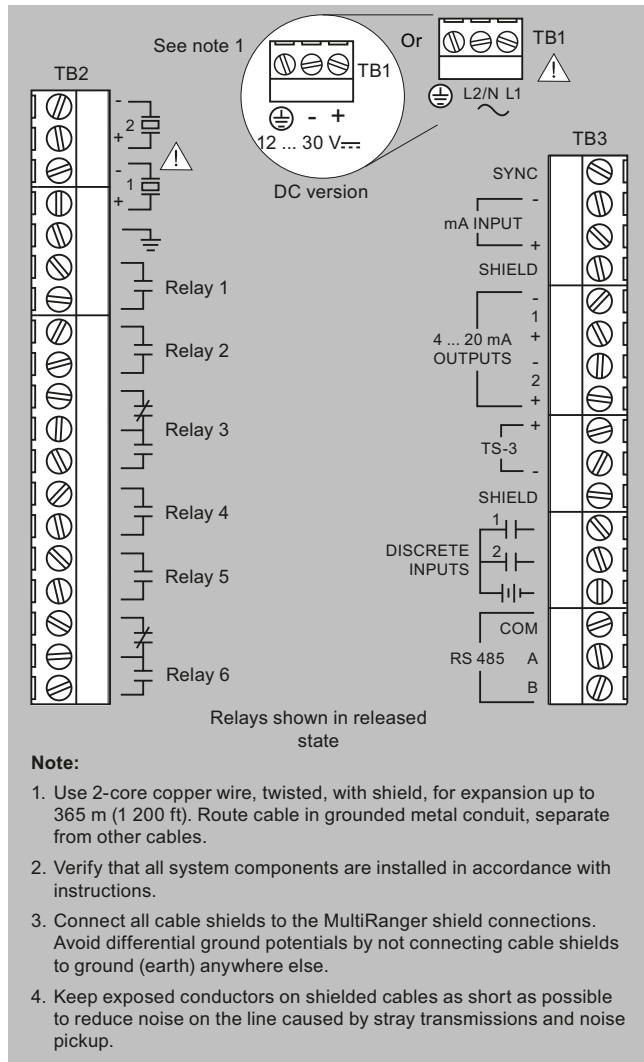 See note 1
Or
TB1
TB1
L2/N L1
- +
12 ... 30 V
DC version
TB2
-
2
+
-
1
+
Relay 1
Relay 2
Relay 3
Relay 4
Relay 5
Relay 6
TB3
SYNC
-
mA INPUT
+
SHIELD
-
1
+
4 ... 20 mA
OUTPUTS
-
2
+
+
TS-3
-
SHIELD
1
DISCRETE
INPUTS
2
COM
RS 485 A
B
Relays shown in released
state
Note:
1. Use 2-core copper wire, twisted, with shield, for expansion up to
365 m (1 200 ft). Route cable in grounded metal conduit, separate
from other cables.
2. Verify that all system components are installed in accordance with
instructions.
3. Connect all cable shields to the MultiRanger shield connections.
Avoid differential ground potentials by not connecting cable shields
to ground (earth) anywhere else.
4. Keep exposed conductors on shielded cables as short as possible
to reduce noise on the line caused by stray transmissions and noise
pickup.